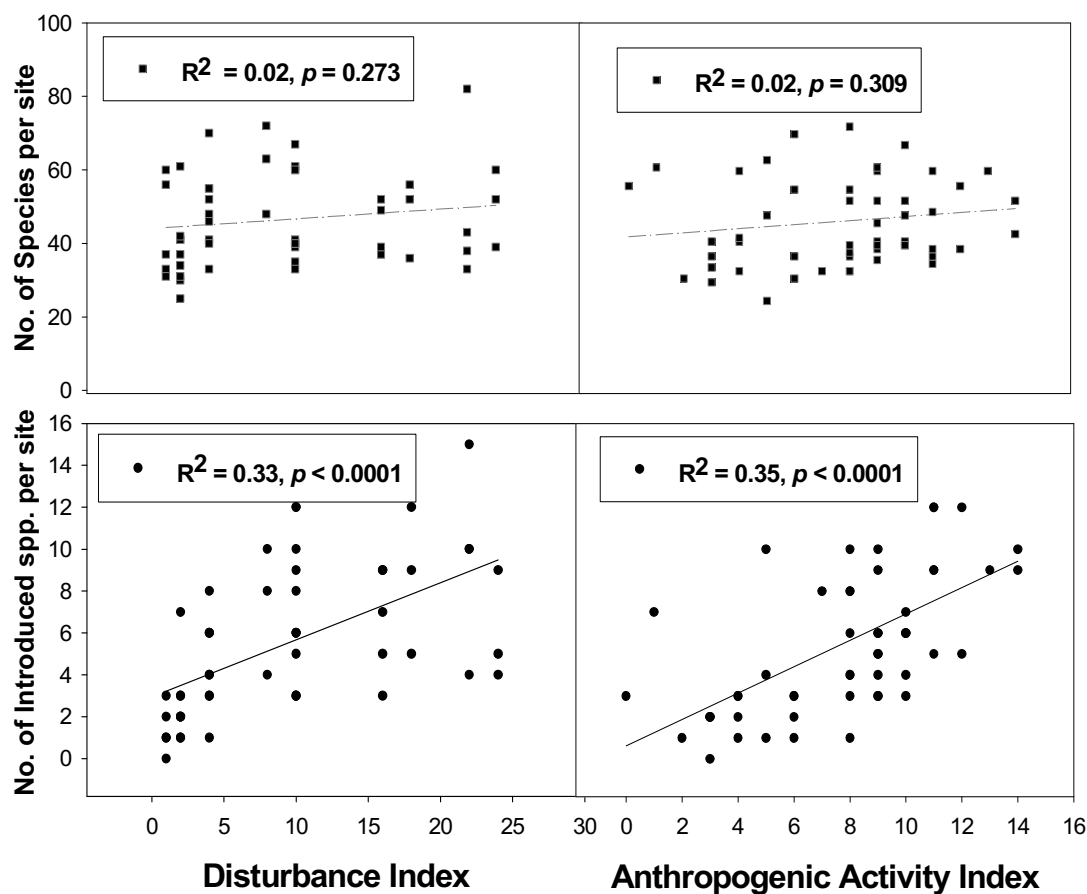 100
80
60
40
20
0
No. of Species per site
R² = 0.02, p = 0.273
R² = 0.02, p = 0.309
16
14
12
10
8
6
4
2
0
No. of Introduced spp. per site
R² = 0.33, p < 0.0001
R² = 0.35, p < 0.0001
0 5 10 15 20 25 30
0 2 4 6 8 10 12 14 16
Disturbance Index
Anthropogenic Activity Index